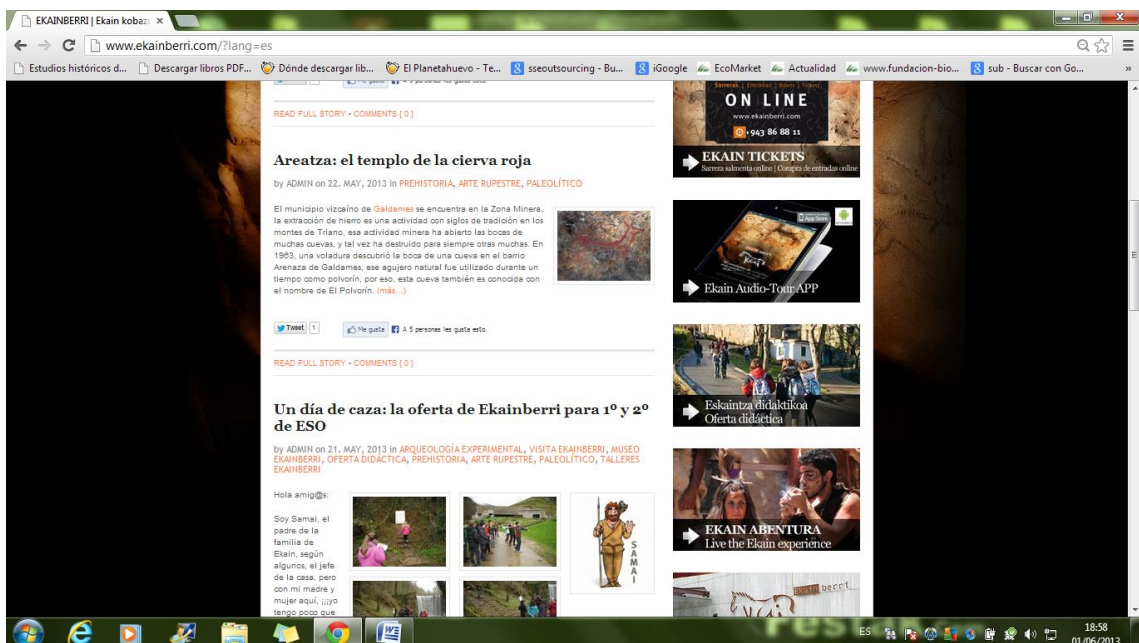 EKAINBERRI | Ekain kobaz
www.ekainberri.com/?lang=es
Estudios históricos d... Descargar libros PDF... Dónde descargar lib... El Planetahuevo - Te... sseoutsourcing - Bu... iGoogle EcoMarket Actualidad www.fundacion-bio... sub - Buscar con Go... »
READ FULL STORY • COMMENTS { 0 }
Areatza: el templo de la cierva roja
by ADMIN on 22. MAY, 2013 in PREHISTORIA, ARTE RUPESTRE, PALEOLÍTICO
El municipio vizcaíno de Galdames se encuentra en la Zona Minera,
la extracción de hierro es una actividad con siglos de tradición en los
montes de Triano, esa actividad minera ha abierto las bocas de
muchas cuevas, y tal vez ha destruido para siempre otras muchas. En
1963, una voladura descubrió la boca de una cueva en el barrio
Arenaza de Galdames, ese agujero natural fue utilizado durante un
tiempo como polvorín, por eso, esta cueva también es conocida con
el nombre de El Polvorín. (más...)
Tweet 1 Me gusta A 5 personas les gusta esto.
READ FULL STORY • COMMENTS { 0 }
Un día de caza: la oferta de Ekainberri para 1º y 2º
de ESO
by ADMIN on 21. MAY, 2013 in ARQUEOLOGÍA EXPERIMENTAL, VISITA EKAINBERRI, MUSEO
EKAINBERRI, OFERTA DIDÁCTICA, PREHISTORIA, ARTE RUPESTRE, PALEOLÍTICO, TALLERES
EKAINBERRI
Hola amig@s:
Soy Samai, el
padre de la
familia de
Ekain, según
algunos, el jefe
de la casa, pero
con mi madre y
mujer aquí, ¡¡¡yo
tengo poco que
SAMAI
ON LINE
www.ekainberri.com
943 86 88 11
EKAIN TICKETS
Sarrera salmenta online | Compra de entradas online
App Store
Ekain Audio-Tour APP
Eskaintza didaktikoa
Oferta didáctica
EKAIN ABENTURA
Live the Ekain experience
berri
ES 18:58
01/06/2013